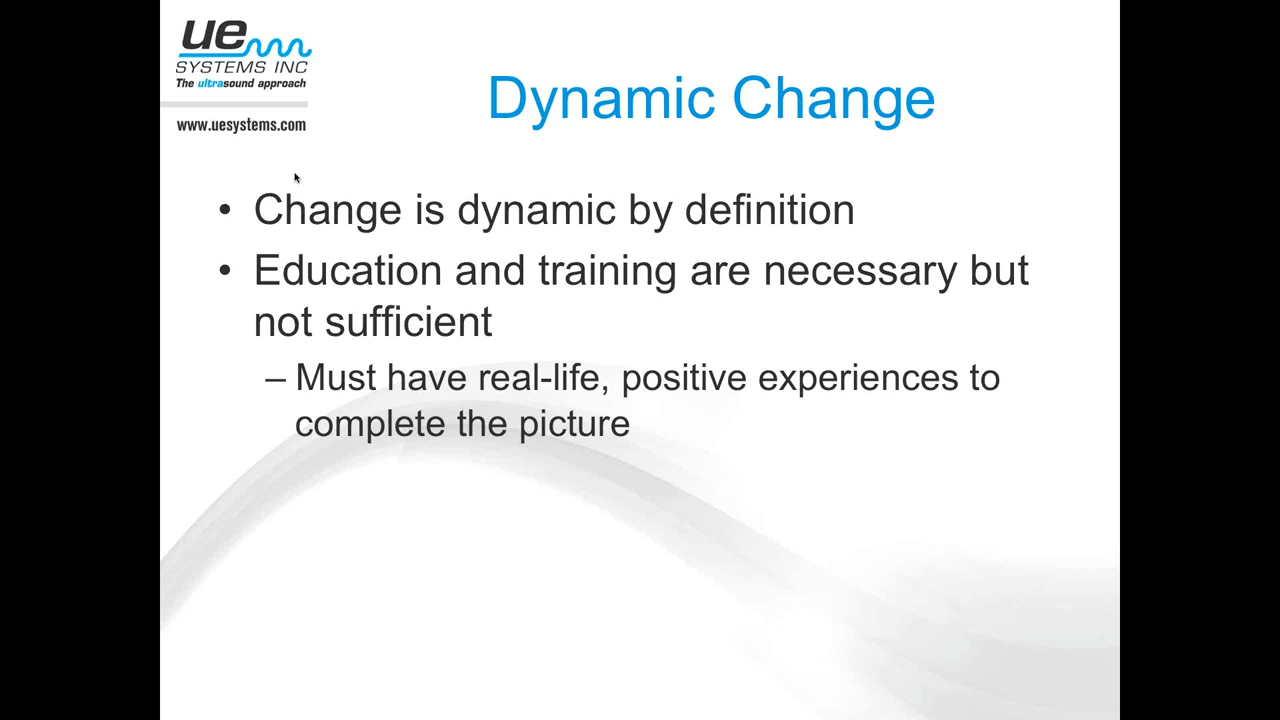 ue
SYSTEMS INC
The ultrasound approach
www.uesystems.com
Dynamic Change
• Change is dynamic by definition
• Education and training are necessary but
not sufficient
– Must have real-life, positive experiences to
complete the picture